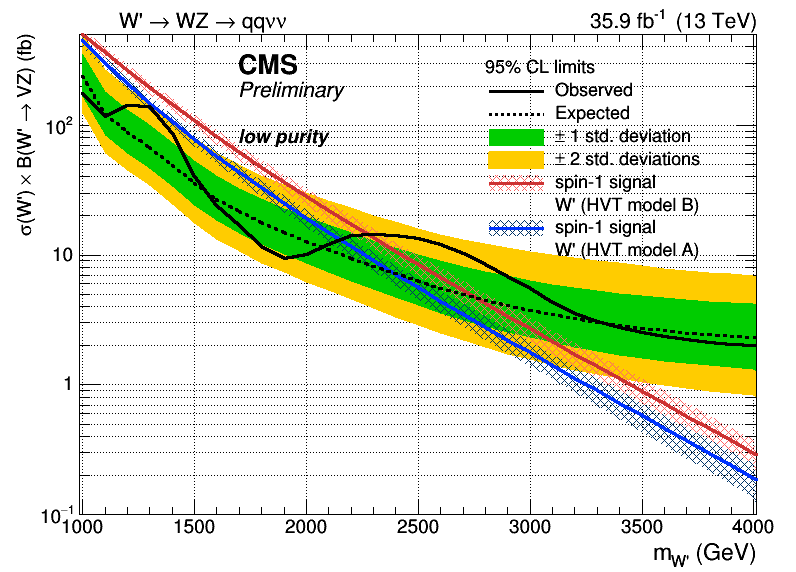 W' → WZ → qqνν
35.9 fb⁻¹ (13 TeV)
CMS
Preliminary
low purity
95% CL limits
Observed
Expected
± 1 std. deviation
± 2 std. deviations
spin-1 signal
W' (HVT model B)
spin-1 signal
W' (HVT model A)
σ(W') × B(W' → VZ) (fb)
10²
10
1
10⁻¹
1000 1500 2000 2500 3000 3500 4000
m_W' (GeV)